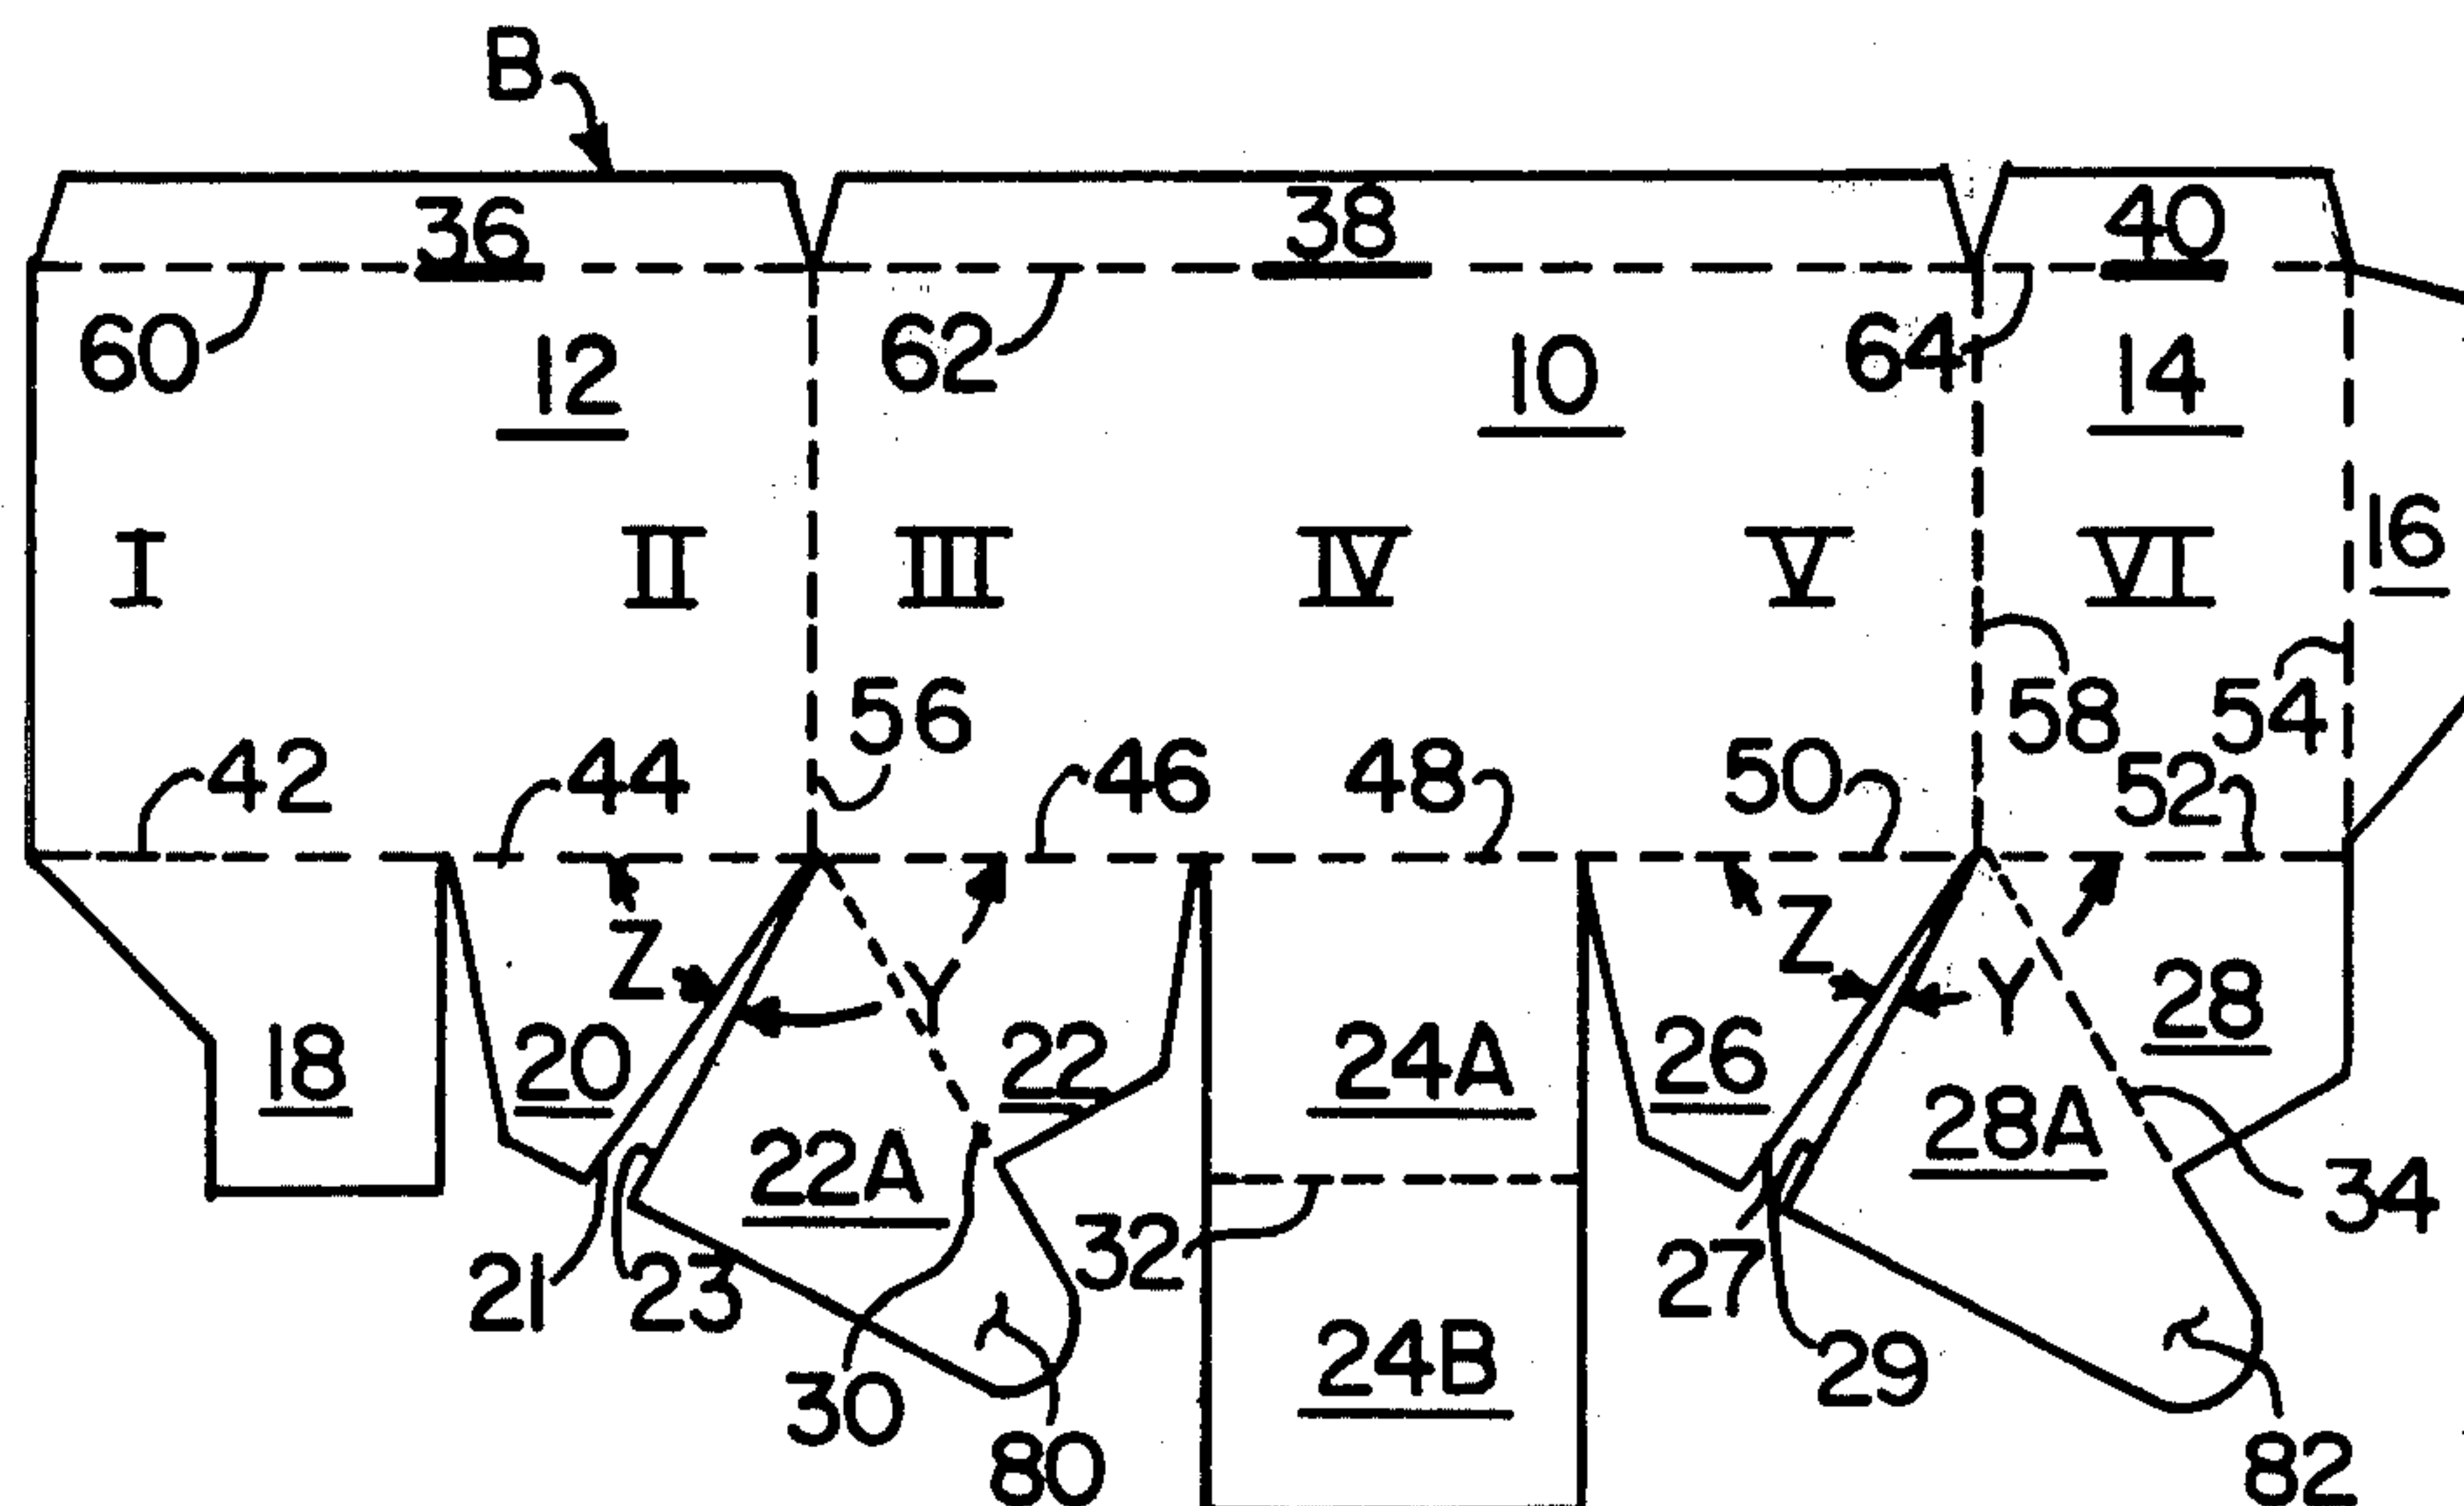 B
36 38 40
60 62 64
12 10 14
I II III IV V VI 16
56 58 54
42 44 46 48 50 52
Z Y Z Y
18 20 22 24A 26 28
22A 28A
21 23 32 27 34
30 24B 29
80 82